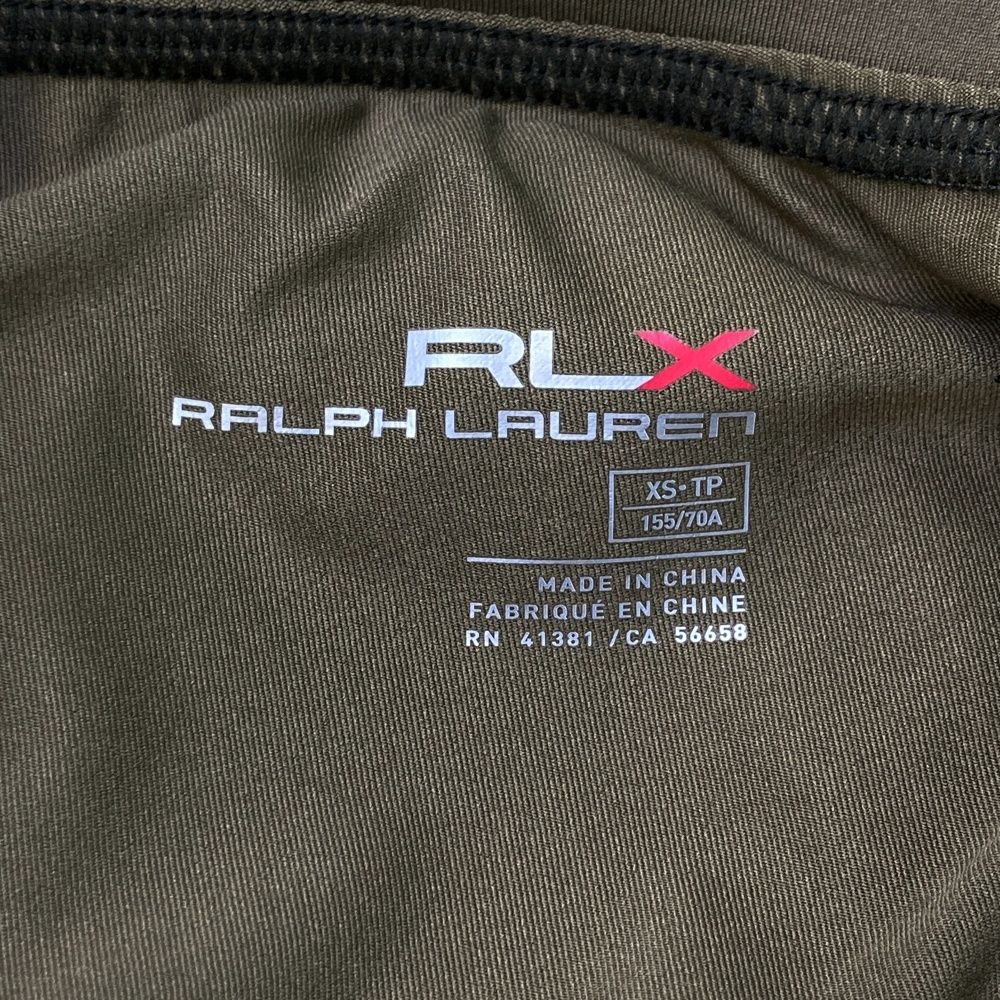 RLX
RALPH LAUREN
XS•TP
155/70A
MADE IN CHINA
FABRIQUÉ EN CHINE
RN 41381 / CA 56658